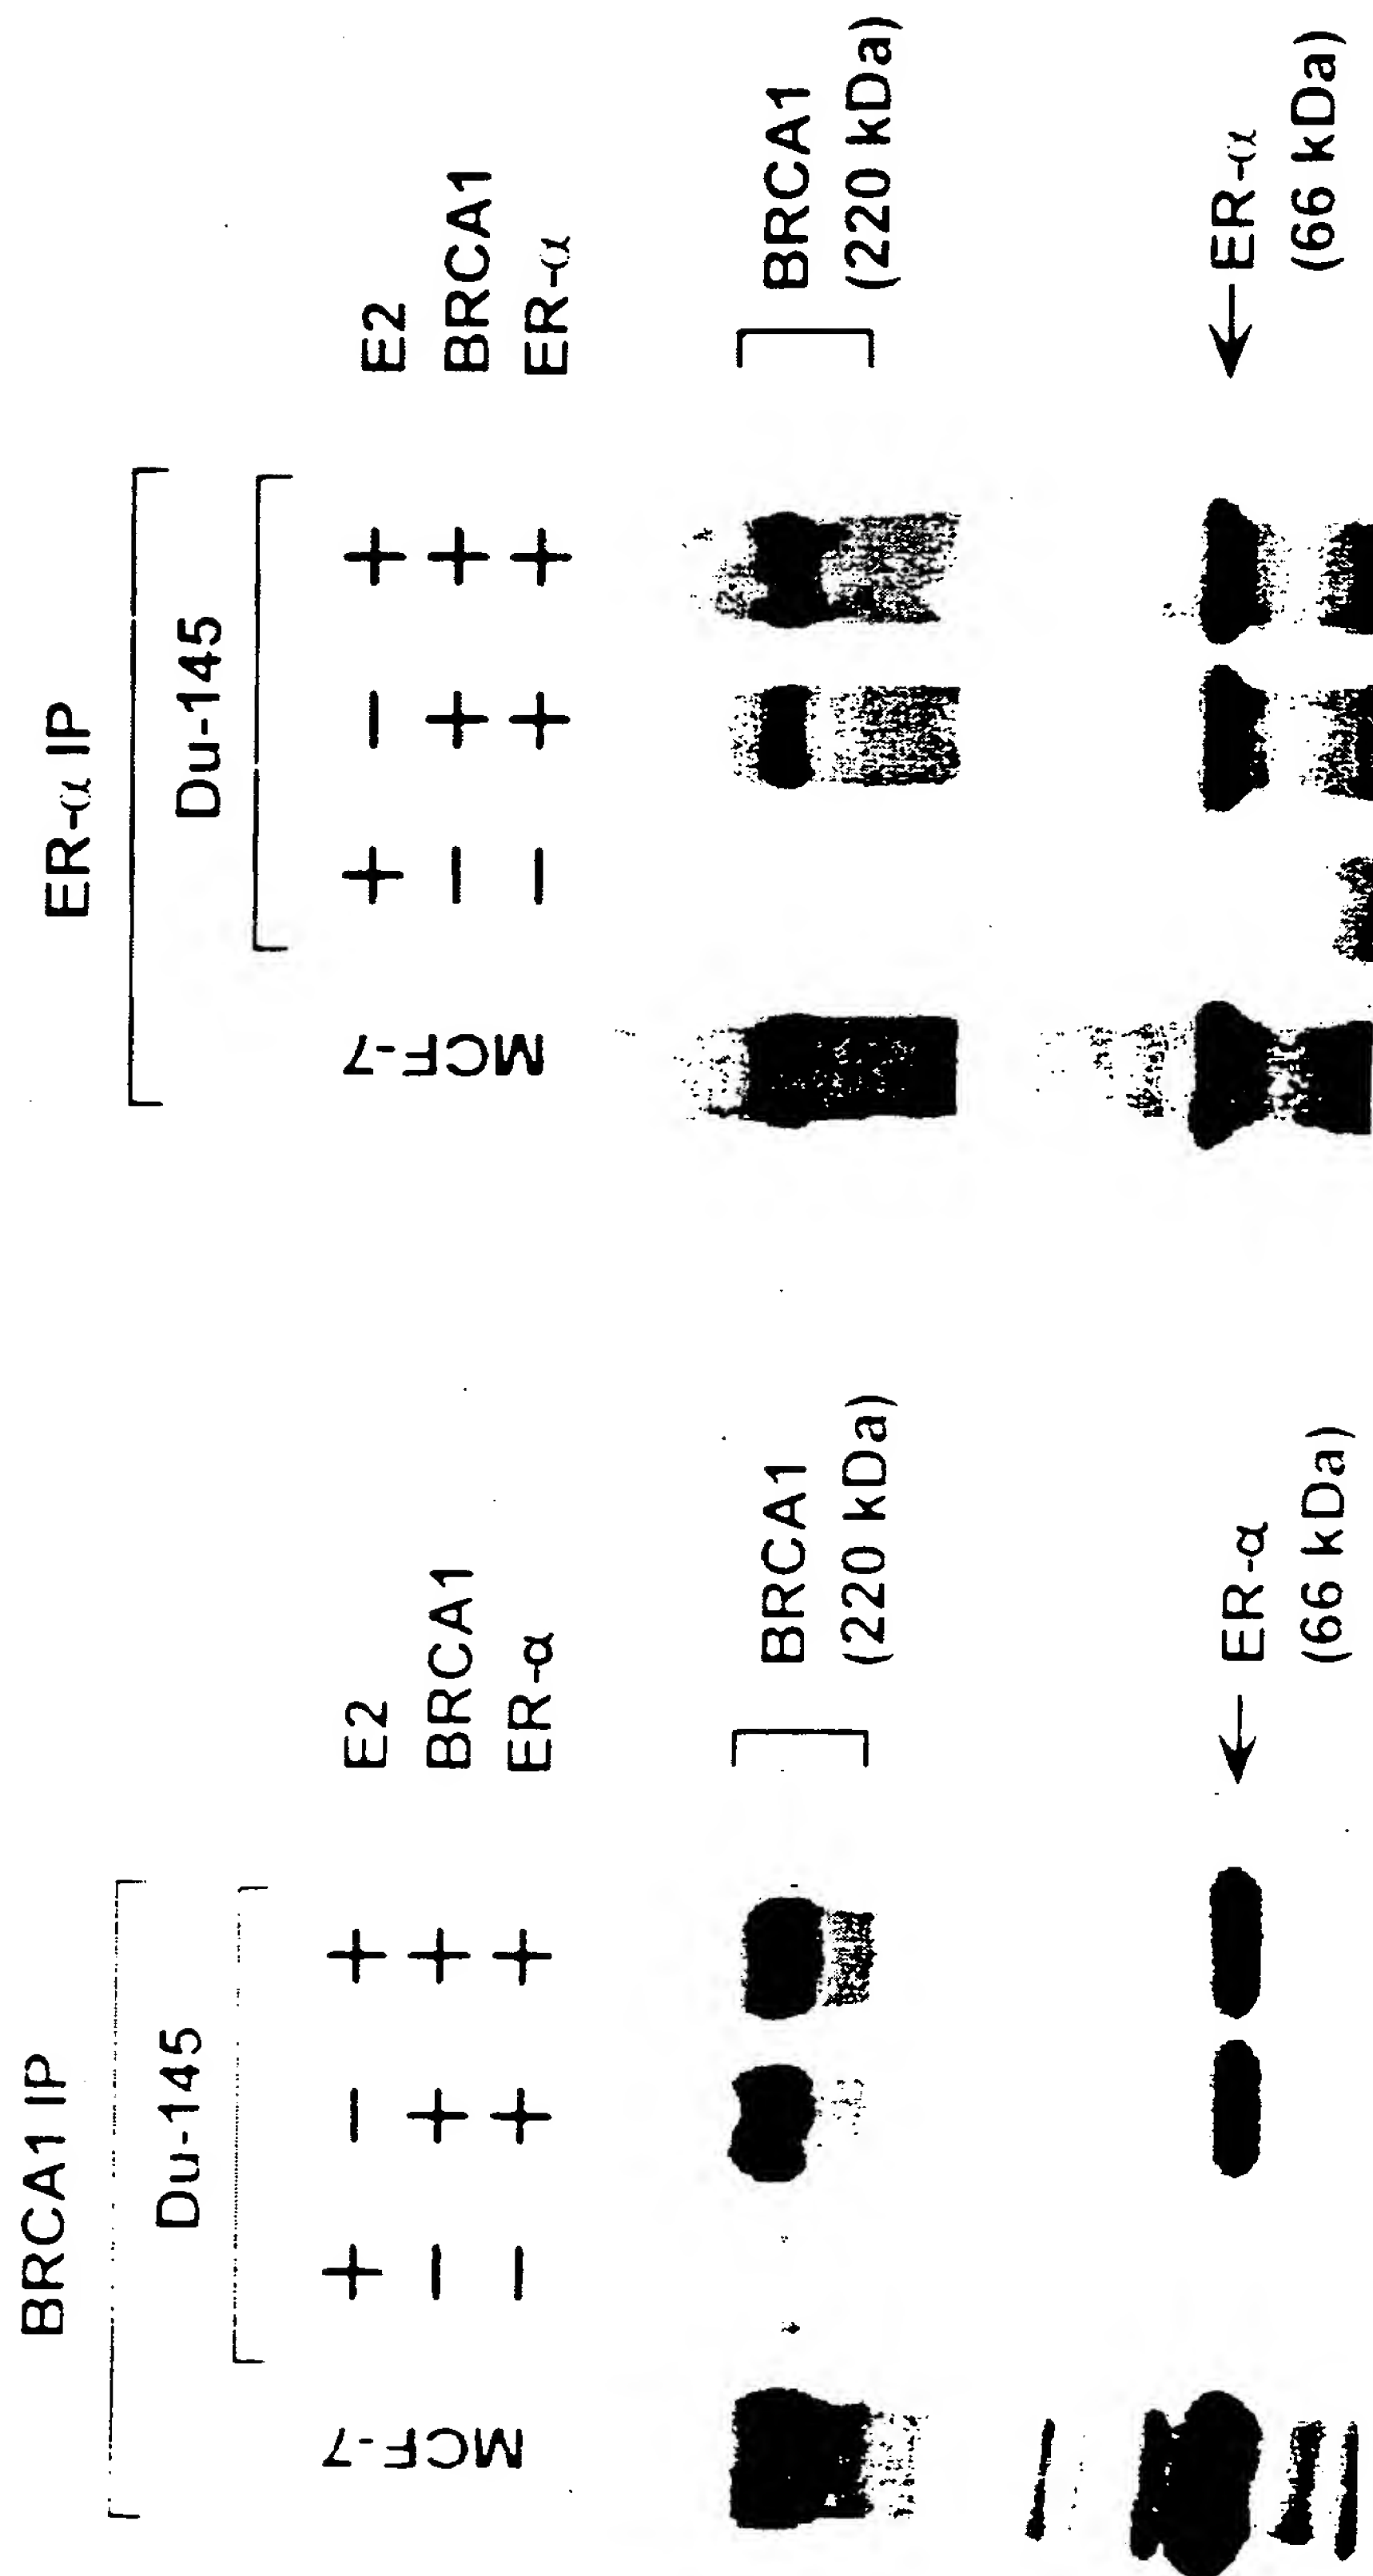 BRCA1 IP
Du-145
MCF-7
+ − + E2
− + + BRCA1
− + + ER-α
BRCA1
(220 kDa)
ER-α
(66 kDa)
ER-α IP
Du-145
MCF-7
+ − + E2
− + + BRCA1
− + + ER-α
BRCA1
(220 kDa)
ER-α
(66 kDa)